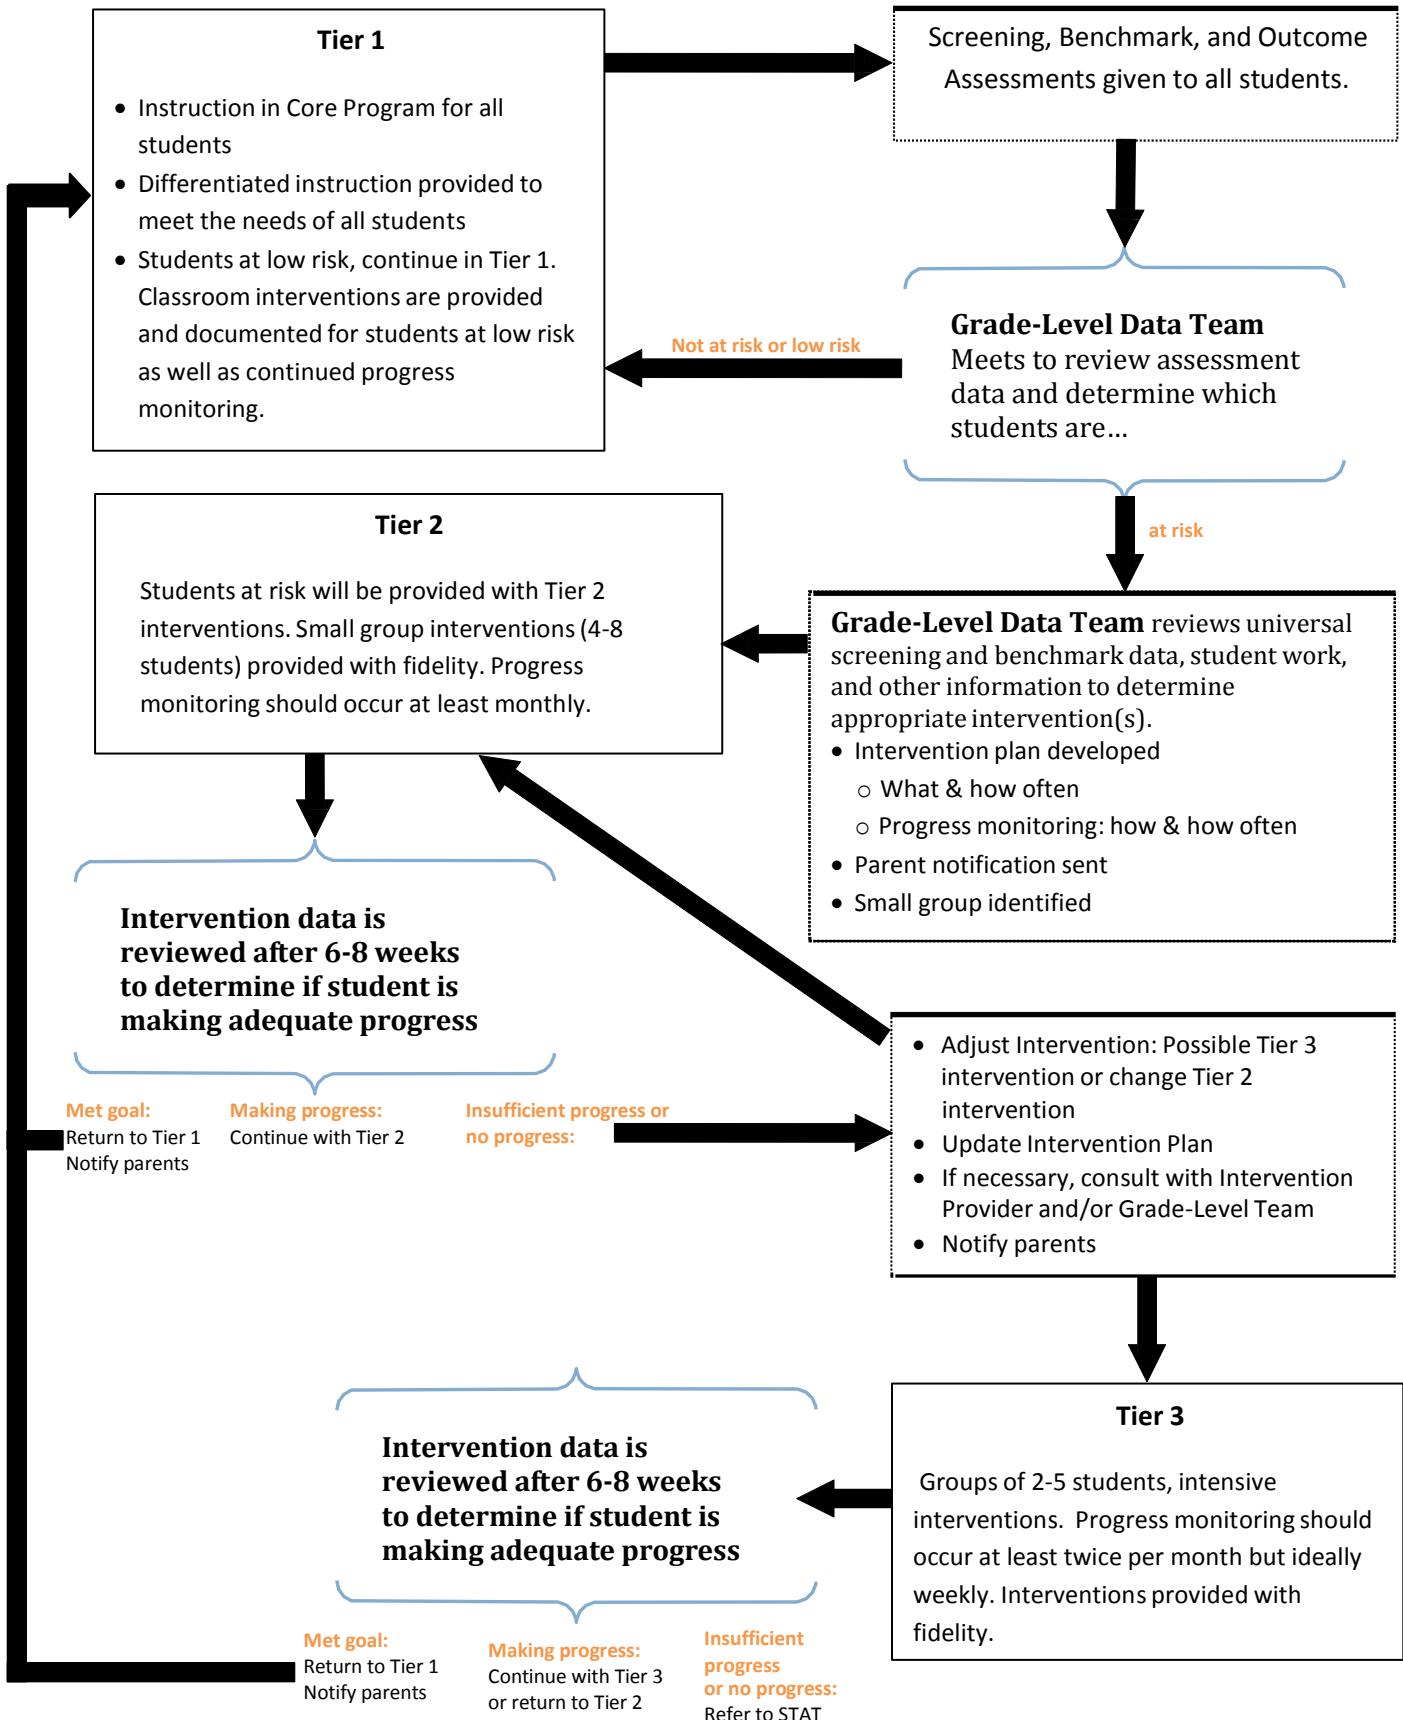 Tier 1
• Instruction in Core Program for all
students
• Differentiated instruction provided to
meet the needs of all students
• Students at low risk, continue in Tier 1.
Classroom interventions are provided
and documented for students at low risk
as well as continued progress
monitoring.
Screening, Benchmark, and Outcome
Assessments given to all students.
Not at risk or low risk
Grade-Level Data Team
Meets to review assessment
data and determine which
students are…
at risk
Tier 2
Students at risk will be provided with Tier 2
interventions. Small group interventions (4-8
students) provided with fidelity. Progress
monitoring should occur at least monthly.
Grade-Level Data Team reviews universal
screening and benchmark data, student work,
and other information to determine
appropriate intervention(s).
• Intervention plan developed
o What & how often
o Progress monitoring: how & how often
• Parent notification sent
• Small group identified
Intervention data is
reviewed after 6-8 weeks
to determine if student is
making adequate progress
Met goal:
Return to Tier 1
Notify parents
Making progress:
Continue with Tier 2
Insufficient progress or
no progress:
• Adjust Intervention: Possible Tier 3
intervention or change Tier 2
intervention
• Update Intervention Plan
• If necessary, consult with Intervention
Provider and/or Grade-Level Team
• Notify parents
Tier 3
Groups of 2-5 students, intensive
interventions.  Progress monitoring should
occur at least twice per month but ideally
weekly. Interventions provided with
fidelity.
Intervention data is
reviewed after 6-8 weeks
to determine if student is
making adequate progress
Met goal:
Return to Tier 1
Notify parents
Making progress:
Continue with Tier 3
or return to Tier 2
Insufficient
progress
or no progress:
Refer to STAT